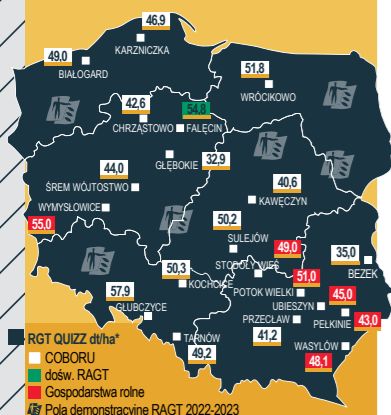 46,9
KARZNICZKA
49,0
BIAŁOGARD
51,8
WRÓCIKOWO
42,6
CHRZĄSTOWO
54,8
FALĘCIN
GŁĘBOKIE
32,9
44,0
ŚREM WÓJTOSTWO
40,6
KAWĘCZYN
WYMYSŁOWICE
55,0
50,2
SULEJÓW
49,0
STODOŁY WIEŚ
35,0
BEZEK
50,3
KOCHCICE
51,0
POTOK WIELKI
57,9
GŁUBCZYCE
45,0
UBIESZYN
PEŁKINIE
43,0
PRZECŁAW
41,2
TARNÓW
49,2
WASYLÓW
48,1
RGT QUIZZ dt/ha*
COBORU
dośw. RAGT
Gospodarstwa rolne
Pola demonstracyjne RAGT 2022-2023